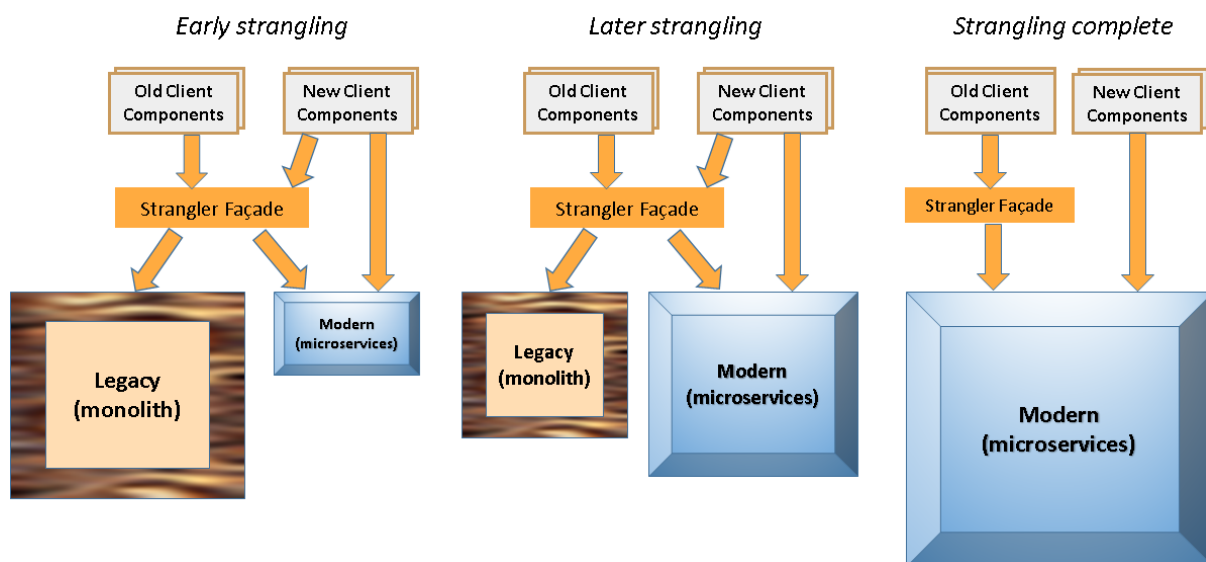 Early strangling
Later strangling
Strangling complete
Old Client
Components
New Client
Components
Old Client
Components
New Client
Components
Old Client
Components
New Client
Components
Strangler Façade
Strangler Façade
Strangler Façade
Legacy
(monolith)
Modern
(microservices)
Legacy
(monolith)
Modern
(microservices)
Modern
(microservices)